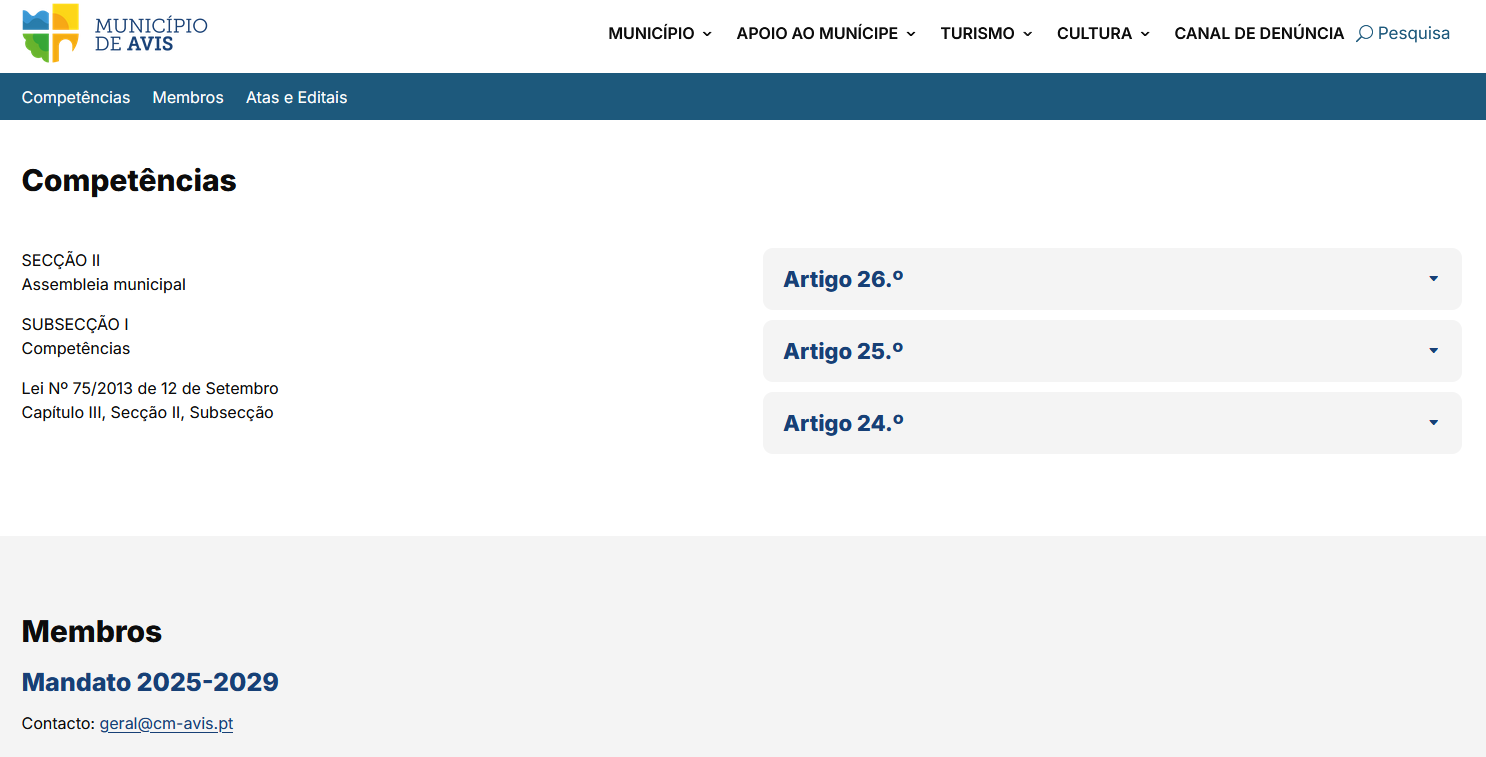 MUNICÍPIO
DE AVIS
MUNICÍPIO APOIO AO MUNÍCIPE TURISMO CULTURA CANAL DE DENÚNCIA Pesquisa
Competências Membros Atas e Editais
Competências
SECÇÃO II
Assembleia municipal
SUBSECÇÃO I
Competências
Lei Nº 75/2013 de 12 de Setembro
Capítulo III, Secção II, Subsecção
Artigo 26.º
Artigo 25.º
Artigo 24.º
Membros
Mandato 2025-2029
Contacto: geral@cm-avis.pt